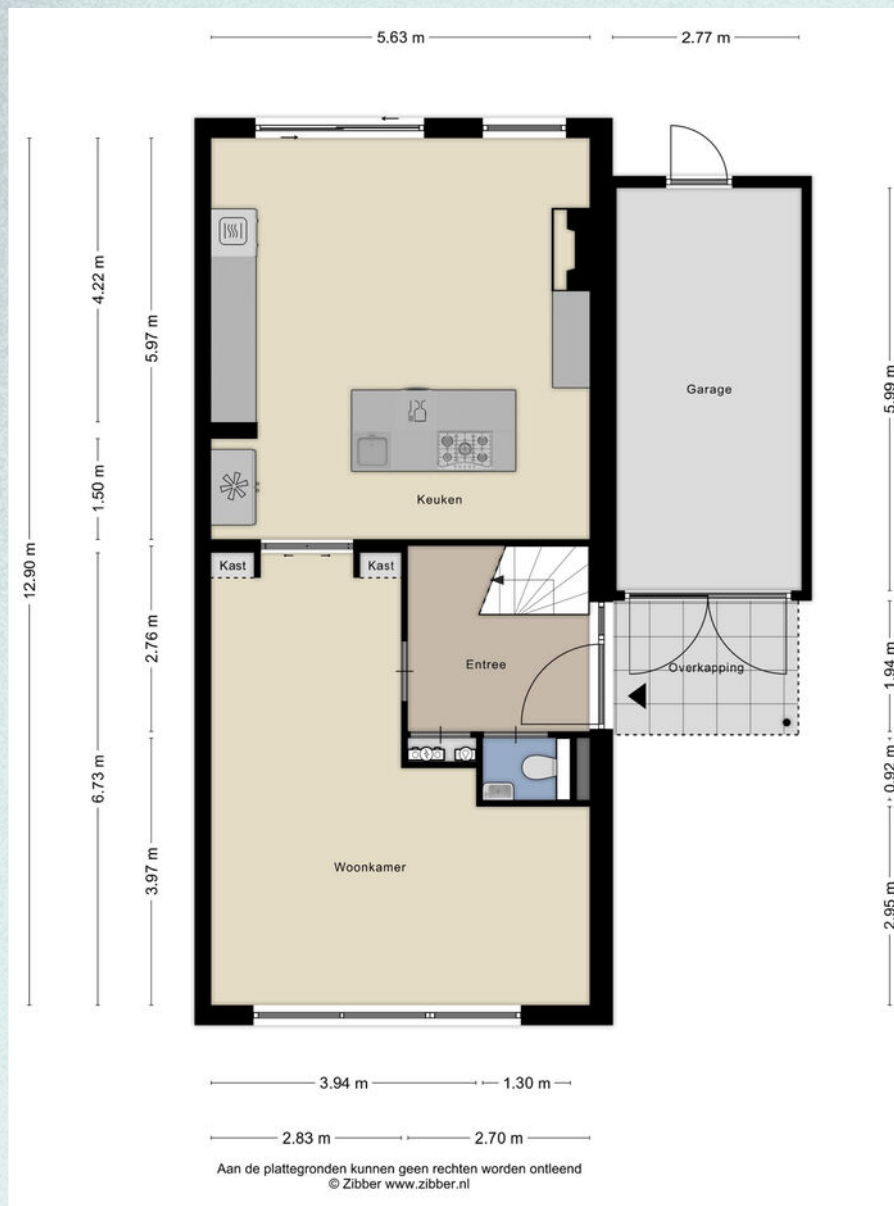 5.63 m
2.77 m
4.22 m
5.97 m
12.90 m
1.50 m
5.99 m
Garage
Keuken
Kast
Kast
2.76 m
Entree
Overkapping
1.94 m
6.73 m
0.92 m
Woonkamer
3.97 m
2.95 m
3.94 m
1.30 m
2.83 m
2.70 m
Aan de plattegronden kunnen geen rechten worden ontleend
© Zibber www.zibber.nl